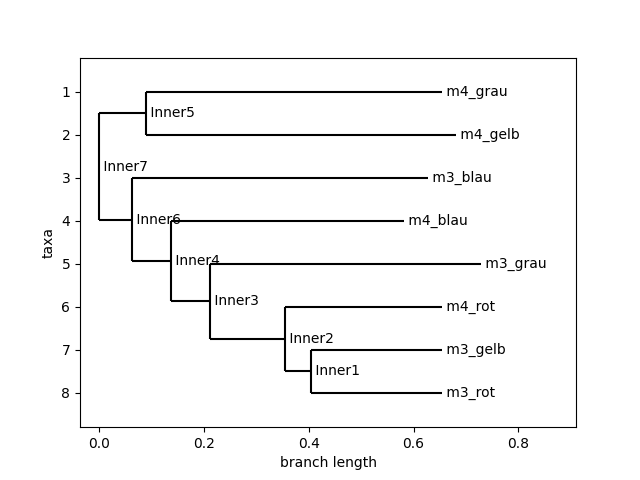 1
m4_grau
Inner5
2
m4_gelb
Inner7
3
m3_blau
4
Inner6
m4_blau
taxa
5
Inner4
m3_grau
6
Inner3
m4_rot
Inner2
7
m3_gelb
Inner1
8
m3_rot
0.0 0.2 0.4 0.6 0.8
branch length